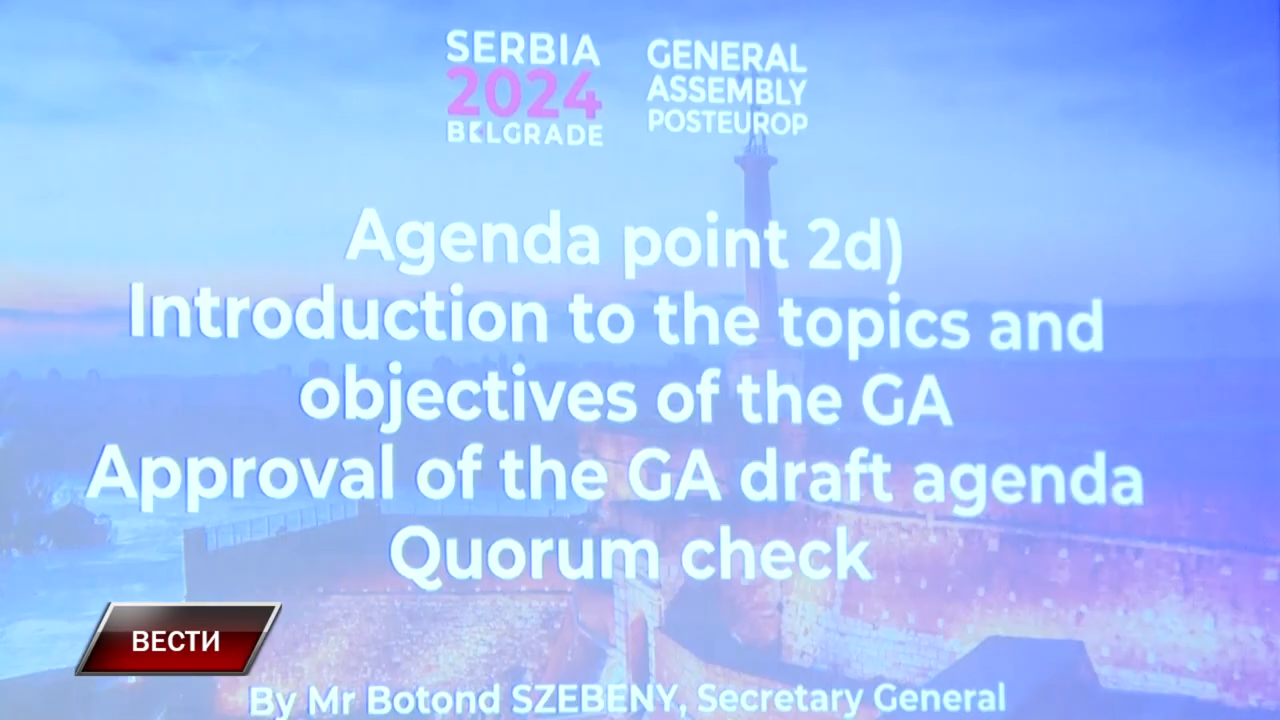 SERBIA
2024
BELGRADE
GENERAL
ASSEMBLY
POSTEUROP
Agenda point 2d)
Introduction to the topics and
objectives of the GA
Approval of the GA draft agenda
Quorum check
ВЕСТИ
By Mr Botond SZEBENY, Secretary General